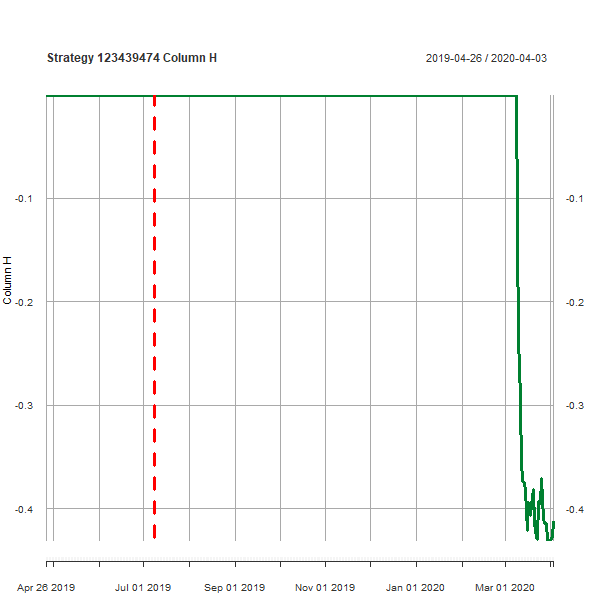 Strategy 123439474 Column H
2019-04-26 / 2020-04-03
-0.1
-0.1
-0.2
-0.2
Column H
-0.3
-0.3
-0.4
-0.4
Apr 26 2019
Jul 01 2019
Sep 01 2019
Nov 01 2019
Jan 01 2020
Mar 01 2020